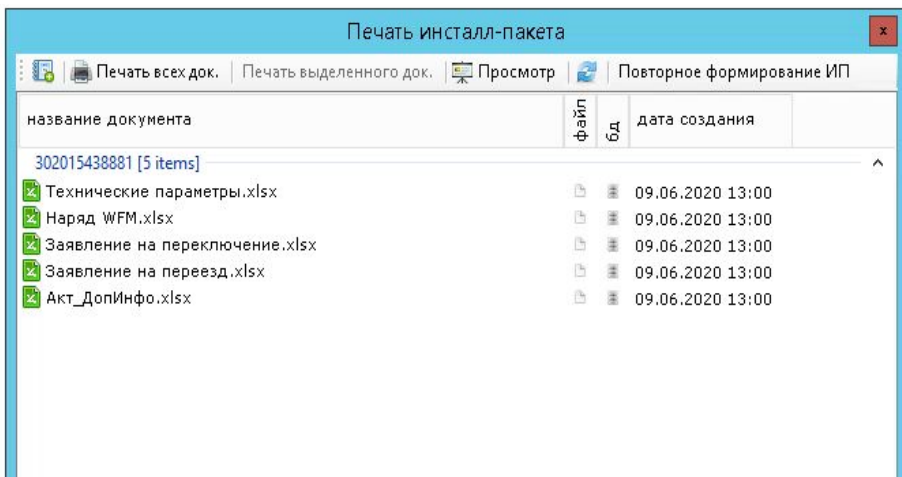 Печать инсталл-пакета
x
Печать всех док. Печать выделенного док. Просмотр Повторное формирование ИП
название документа файл бд дата создания
302015438881 [5 items]
Технические параметры.xlsx 09.06.2020 13:00
Наряд WFM.xlsx 09.06.2020 13:00
Заявление на переключение.xlsx 09.06.2020 13:00
Заявление на переезд.xlsx 09.06.2020 13:00
Акт_ДопИнфо.xlsx 09.06.2020 13:00